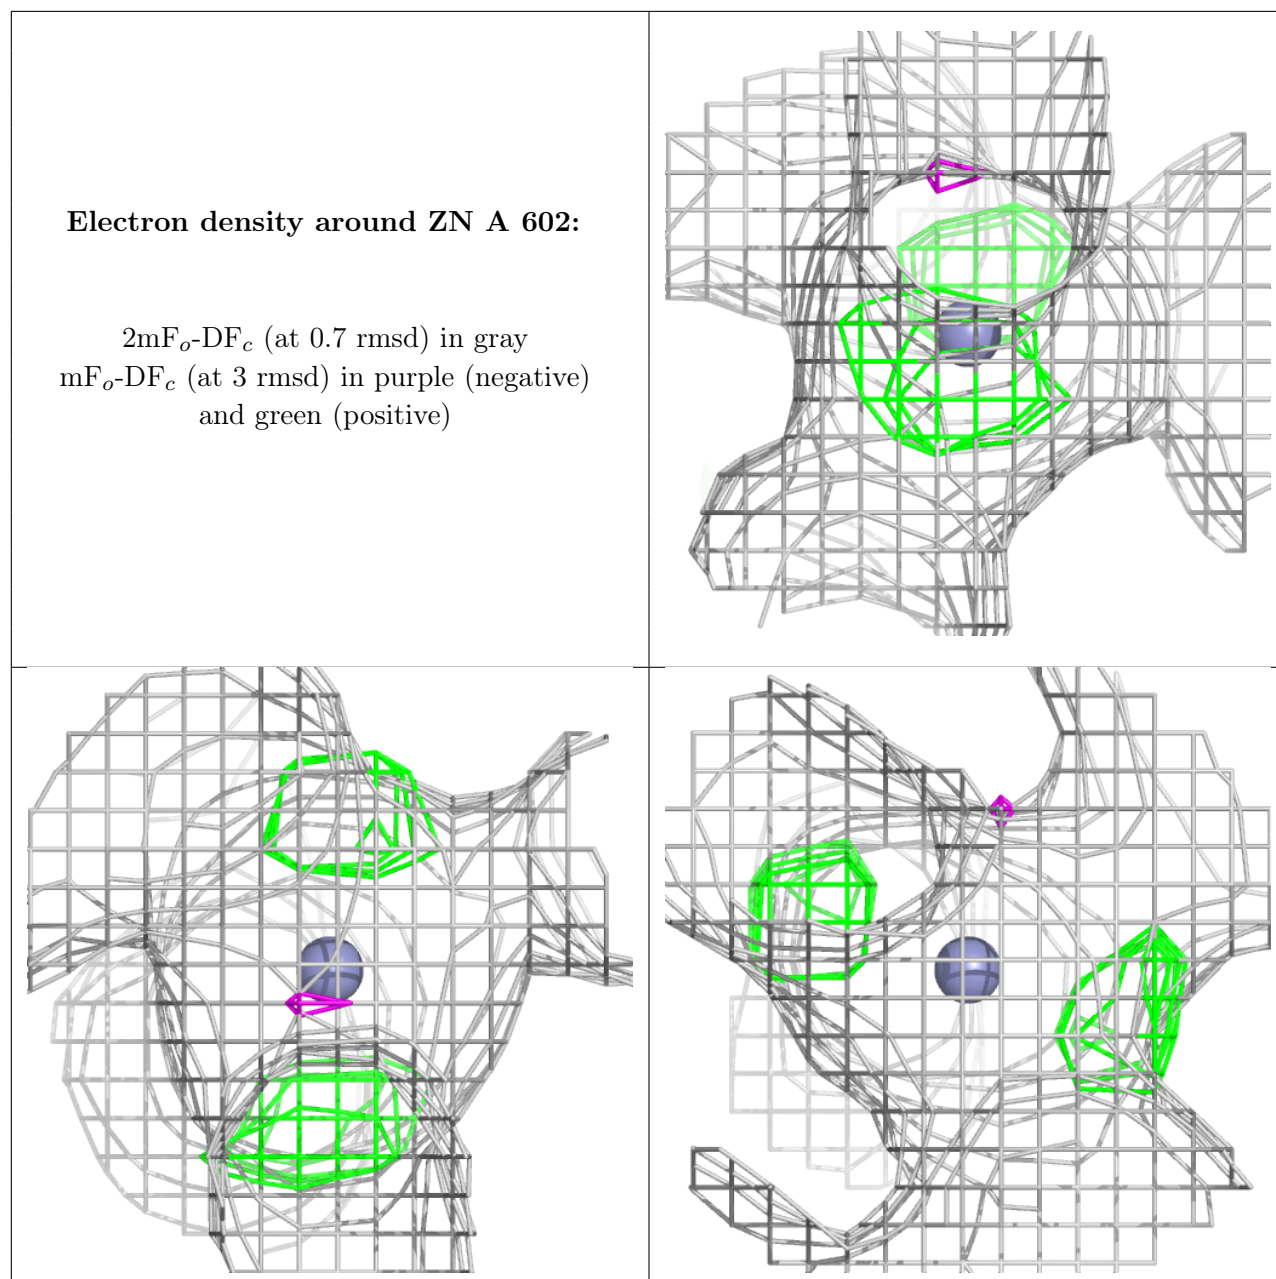 Electron density around ZN A 602:
2mFₒ-DF𝒸 (at 0.7 rmsd) in gray
mFₒ-DF𝒸 (at 3 rmsd) in purple (negative)
and green (positive)